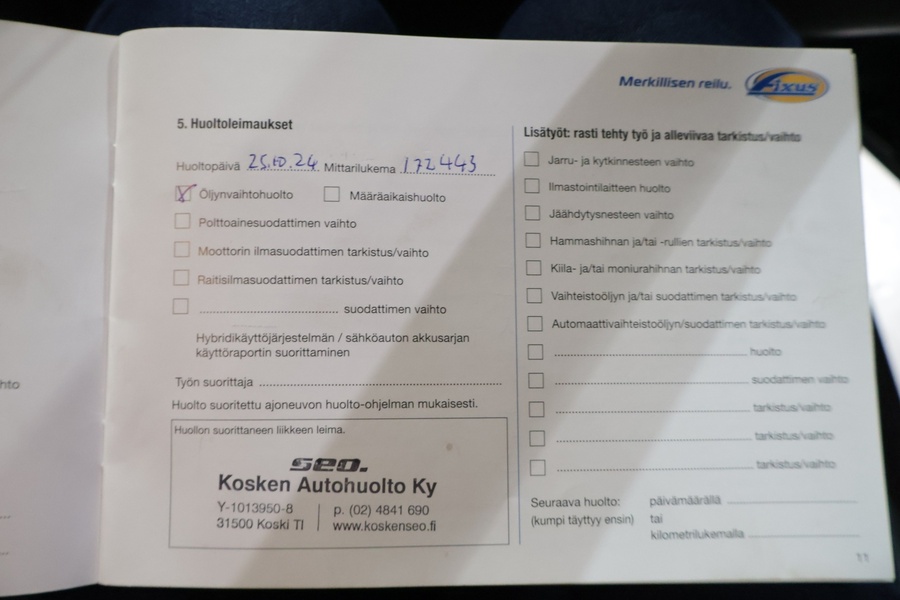 Merkillisen reilu.
Fixus
5. Huoltoleimaukset
Huoltopäivä 25.10.24. Mittarilukema 172443
Öljynvaihtohuolto Määräaikaishuolto
Polttoainesuodattimen vaihto
Moottorin ilmasuodattimen tarkistus/vaihto
Raitisilmasuodattimen tarkistus/vaihto
suodattimen vaihto
Hybridikäyttöjärjestelmän / sähköauton akkusarjan
käyttöraportin suorittaminen
Työn suorittaja
Huolto suoritettu ajoneuvon huolto-ohjelman mukaisesti.
Huollon suorittaneen liikkeen leima.
seo.
Kosken Autohuolto Ky
Y-1013950-8 p. (02) 4841 690
31500 Koski Tl www.koskenseo.fi
Lisätyöt: rasti tehty työ ja alleviivaa tarkistus/vaihto
Jarru- ja kytkinnesteen vaihto
Ilmastointilaitteen huolto
Jäähdytysnesteen vaihto
Hammashihnan ja/tai -rullien tarkistus/vaihto
Kiila- ja/tai moniurahihnan tarkistus/vaihto
Vaihteistoöljyn ja/tai suodattimen tarkistus/vaihto
Automaattivaihteistoöljyn/suodattimen tarkistus/vaihto
huolto
suodattimen vaihto
tarkistus/vaihto
tarkistus/vaihto
tarkistus/vaihto
Seuraava huolto: päivämäärällä
(kumpi täyttyy ensin) tai
kilometrilukemalla
11
hto